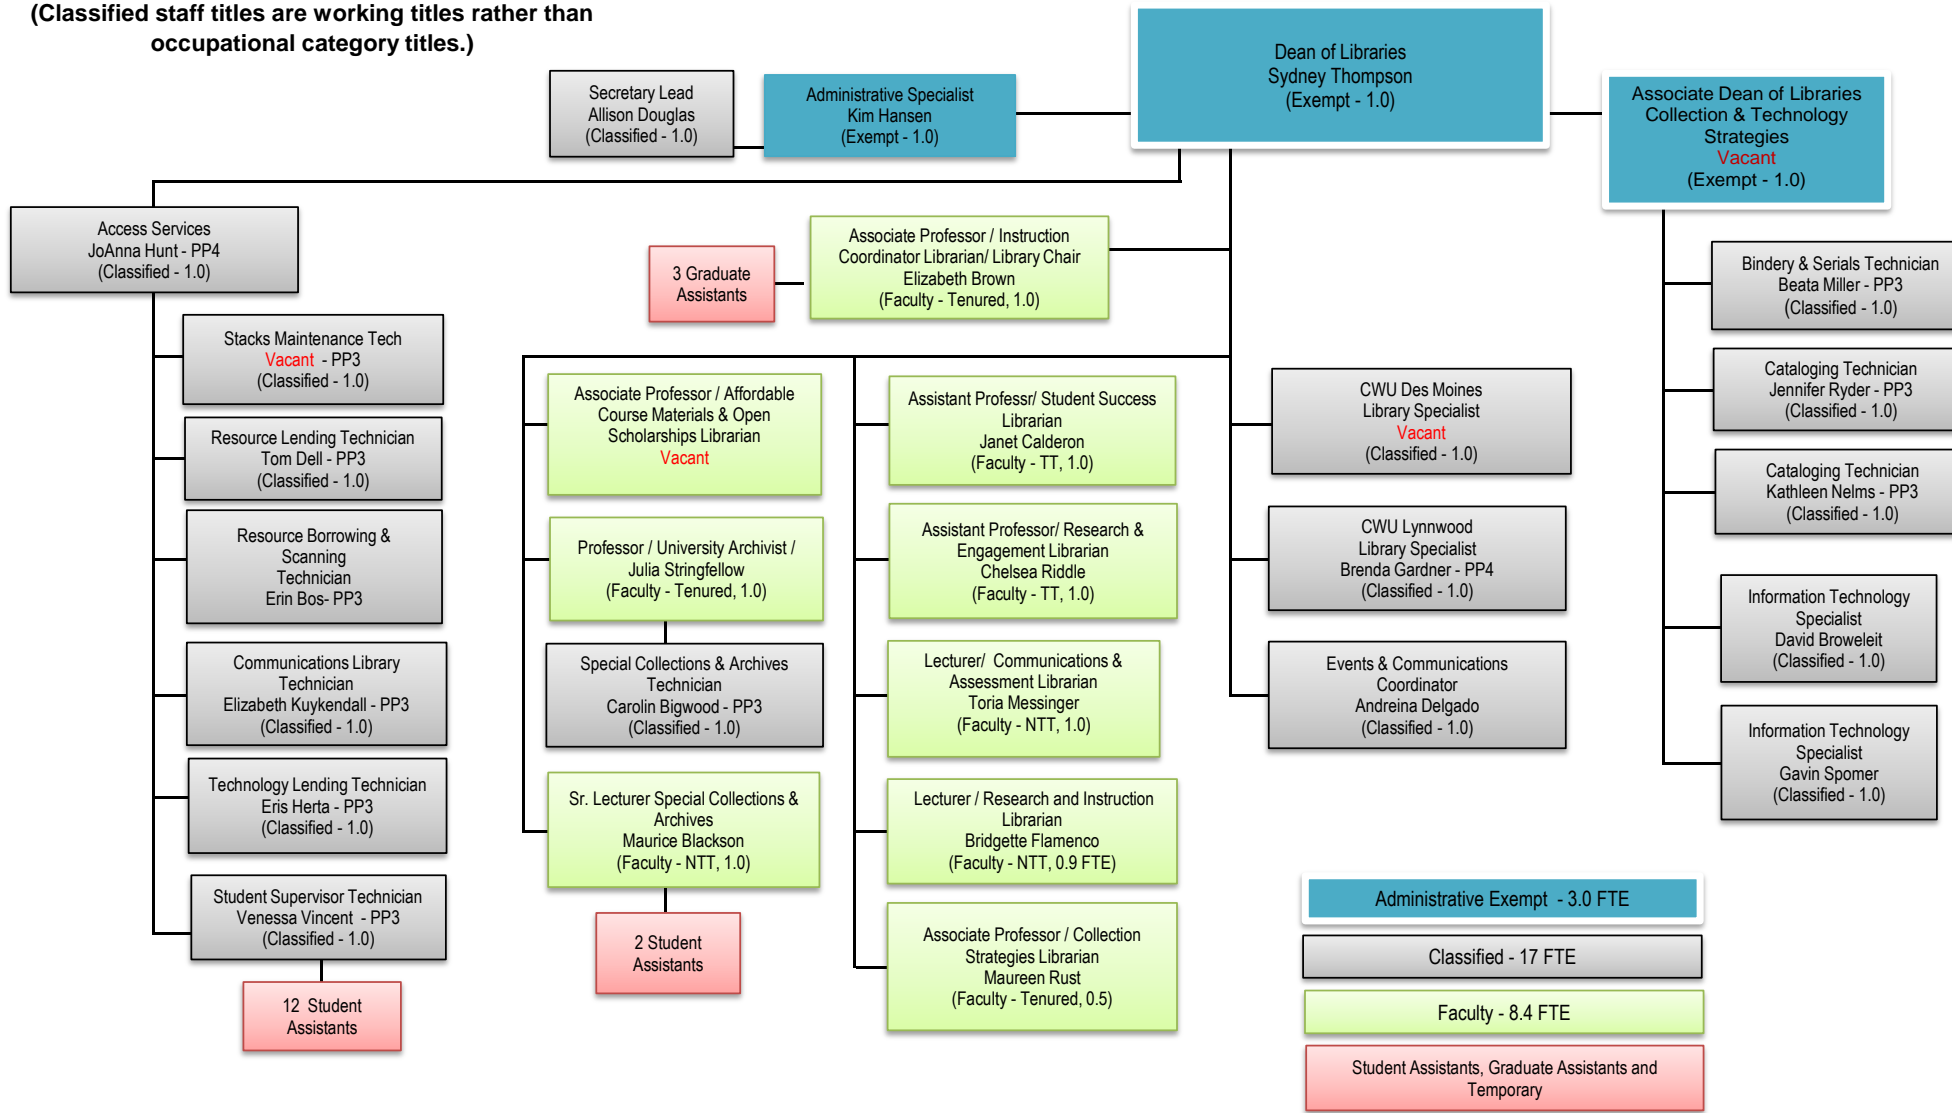 (Classified staff titles are working titles rather than
occupational category titles.)
Dean of Libraries
Sydney Thompson
(Exempt - 1.0)
Secretary Lead
Allison Douglas
(Classified - 1.0)
Administrative Specialist
Kim Hansen
(Exempt - 1.0)
Associate Dean of Libraries
Collection & Technology
Strategies
Vacant
(Exempt - 1.0)
Access Services
JoAnna Hunt - PP4
(Classified - 1.0)
3 Graduate
Assistants
Associate Professor / Instruction
Coordinator Librarian/ Library Chair
Elizabeth Brown
(Faculty - Tenured, 1.0)
Stacks Maintenance Tech
Vacant - PP3
(Classified - 1.0)
Resource Lending Technician
Tom Dell - PP3
(Classified - 1.0)
Resource Borrowing &
Scanning
Technician
Erin Bos- PP3
Communications Library
Technician
Elizabeth Kuykendall - PP3
(Classified - 1.0)
Technology Lending Technician
Eris Herta - PP3
(Classified - 1.0)
Student Supervisor Technician
Venessa Vincent - PP3
(Classified - 1.0)
12 Student
Assistants
Associate Professor / Affordable
Course Materials & Open
Scholarships Librarian
Vacant
Professor / University Archivist /
Julia Stringfellow
(Faculty - Tenured, 1.0)
Special Collections & Archives
Technician
Carolin Bigwood - PP3
(Classified - 1.0)
Sr. Lecturer Special Collections &
Archives
Maurice Blackson
(Faculty - NTT, 1.0)
2 Student
Assistants
Assistant Professr/ Student Success
Librarian
Janet Calderon
(Faculty - TT, 1.0)
Assistant Professor/ Research &
Engagement Librarian
Chelsea Riddle
(Faculty - TT, 1.0)
Lecturer/ Communications &
Assessment Librarian
Toria Messinger
(Faculty - NTT, 1.0)
Lecturer / Research and Instruction
Librarian
Bridgette Flamenco
(Faculty - NTT, 0.9 FTE)
Associate Professor / Collection
Strategies Librarian
Maureen Rust
(Faculty - Tenured, 0.5)
CWU Des Moines
Library Specialist
Vacant
(Classified - 1.0)
CWU Lynnwood
Library Specialist
Brenda Gardner - PP4
(Classified - 1.0)
Events & Communications
Coordinator
Andreina Delgado
(Classified - 1.0)
Bindery & Serials Technician
Beata Miller - PP3
(Classified - 1.0)
Cataloging Technician
Jennifer Ryder - PP3
(Classified - 1.0)
Cataloging Technician
Kathleen Nelms - PP3
(Classified - 1.0)
Information Technology
Specialist
David Broweleit
(Classified - 1.0)
Information Technology
Specialist
Gavin Spomer
(Classified - 1.0)
Administrative Exempt - 3.0 FTE
Classified - 17 FTE
Faculty - 8.4 FTE
Student Assistants, Graduate Assistants and
Temporary